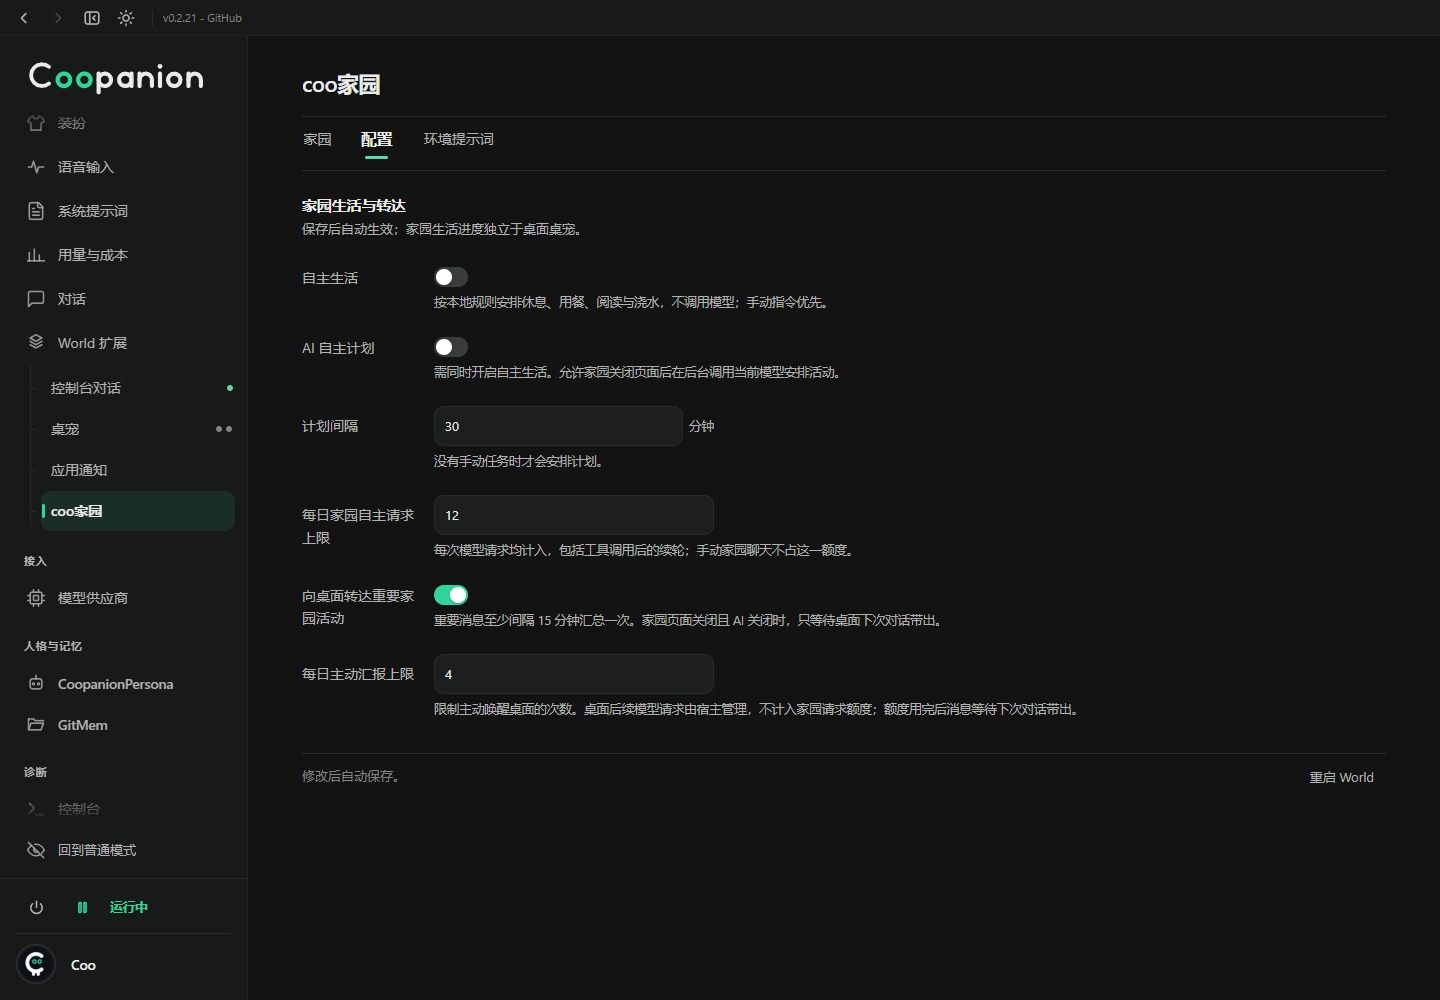 v0.2.21 - GitHub
Coopanion
装扮
语音输入
系统提示词
用量与成本
对话
World 扩展
控制台对话
桌宠
应用通知
coo家园
接入
模型供应商
人格与记忆
CoopanionPersona
GitMem
诊断
控制台
回到普通模式
运行中
Coo
coo家园
家园 配置 环境提示词
家园生活与转达
保存后自动生效；家园生活进度独立于桌面桌宠。
自主生活
按本地规则安排休息、用餐、阅读与浇水，不调用模型；手动指令优先。
AI 自主计划
需同时开启自主生活。允许家园关闭页面后在后台调用当前模型安排活动。
计划间隔
30 分钟
没有手动任务时才会安排计划。
每日家园自主请求
上限
12
每次模型请求均计入，包括工具调用后的续轮；手动家园聊天不占这一额度。
向桌面转达重要家
园活动
重要消息至少间隔 15 分钟汇总一次。家园页面关闭且 AI 关闭时，只等待桌面下次对话带出。
每日主动汇报上限
4
限制主动唤醒桌面的次数。桌面后续模型请求由宿主管理，不计入家园请求额度；额度用完后消息等待下次对话带出。
修改后自动保存。
重启 World